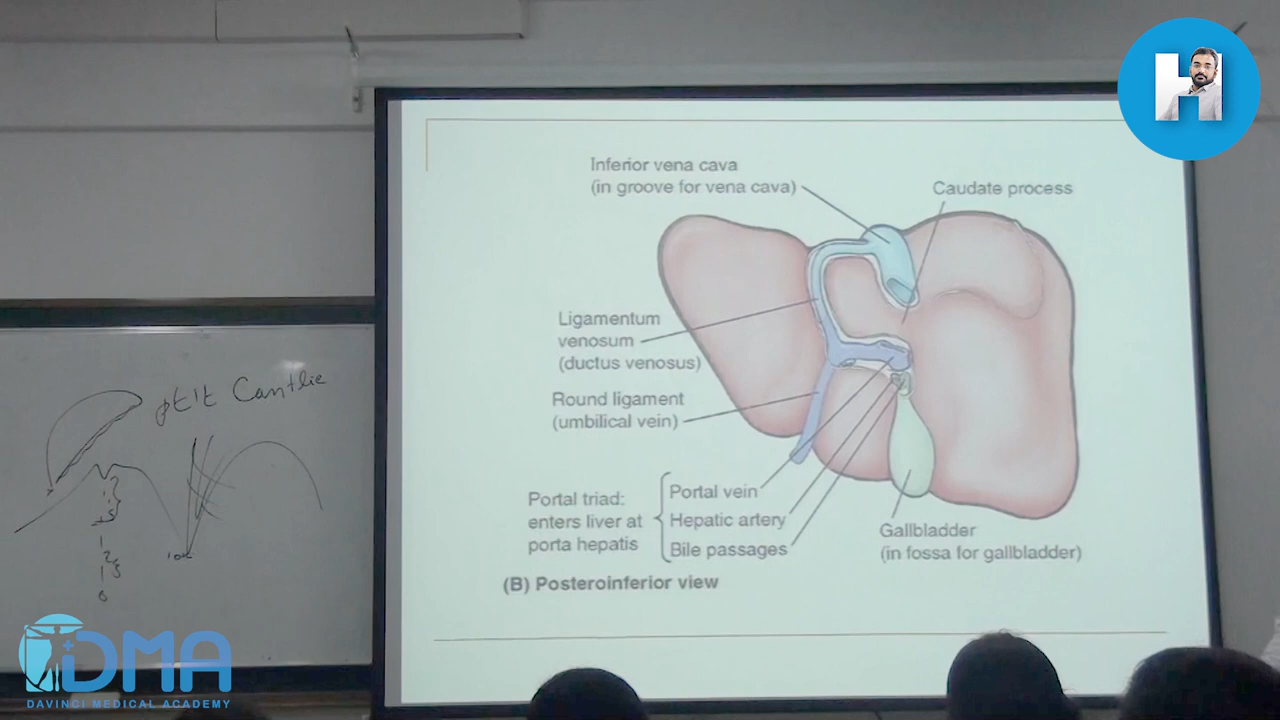 H
Inferior vena cava
(in groove for vena cava)
Caudate process
Ligamentum
venosum
(ductus venosus)
Round ligament
(umbilical vein)
Portal triad:
enters liver at
porta hepatis
Portal vein
Hepatic artery
Bile passages
Gallbladder
(in fossa for gallbladder)
(B) Posteroinferior view
Cantlie
DMA
DAVINCI MEDICAL ACADEMY